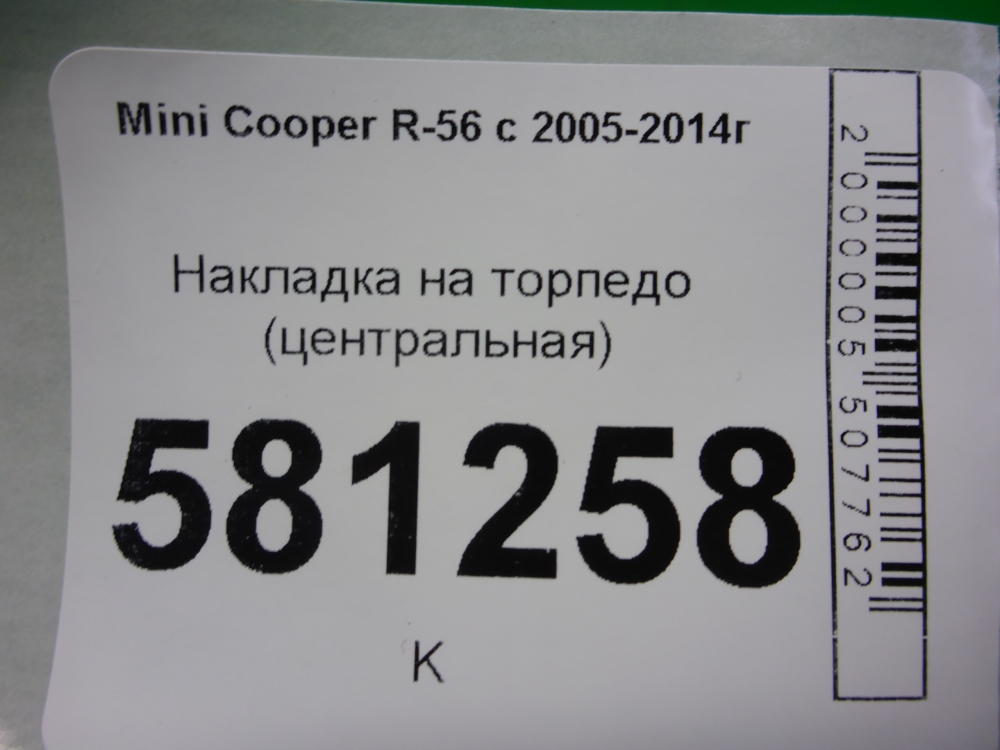 Mini Cooper R-56 с 2005-2014г
Накладка на торпедо
(центральная)
581258
К
2000005507762